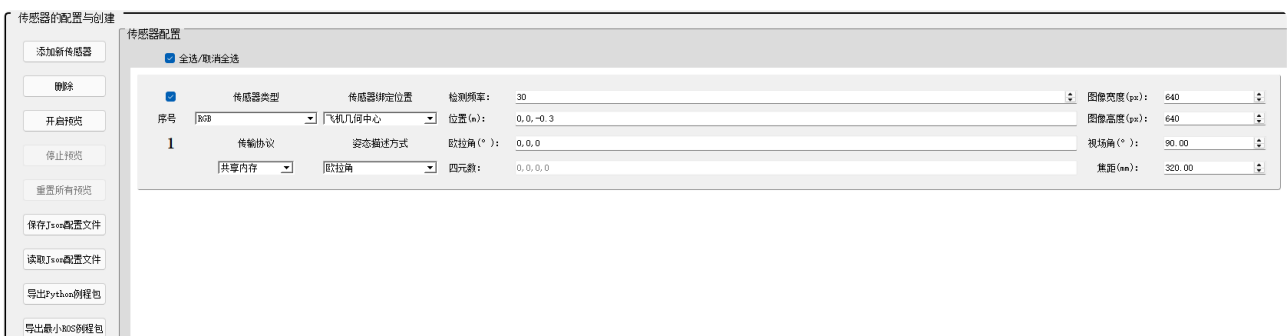 传感器的配置与创建
传感器配置
添加新传感器
全选/取消全选
删除
传感器类型 传感器绑定位置 检测频率: 30 图像宽度(px): 640
开启预览
序号 RGB 飞机几何中心 位置(m): 0,0,-0.3 图像高度(px): 640
1 传输协议 姿态描述方式 欧拉角(° ): 0,0,0 视场角(° ): 90.00
停止预览
共享内存 欧拉角 四元数: 0,0,0,0 焦距(mm): 320.00
重置所有预览
保存Json配置文件
读取Json配置文件
导出Python例程包
导出最小ROS例程包